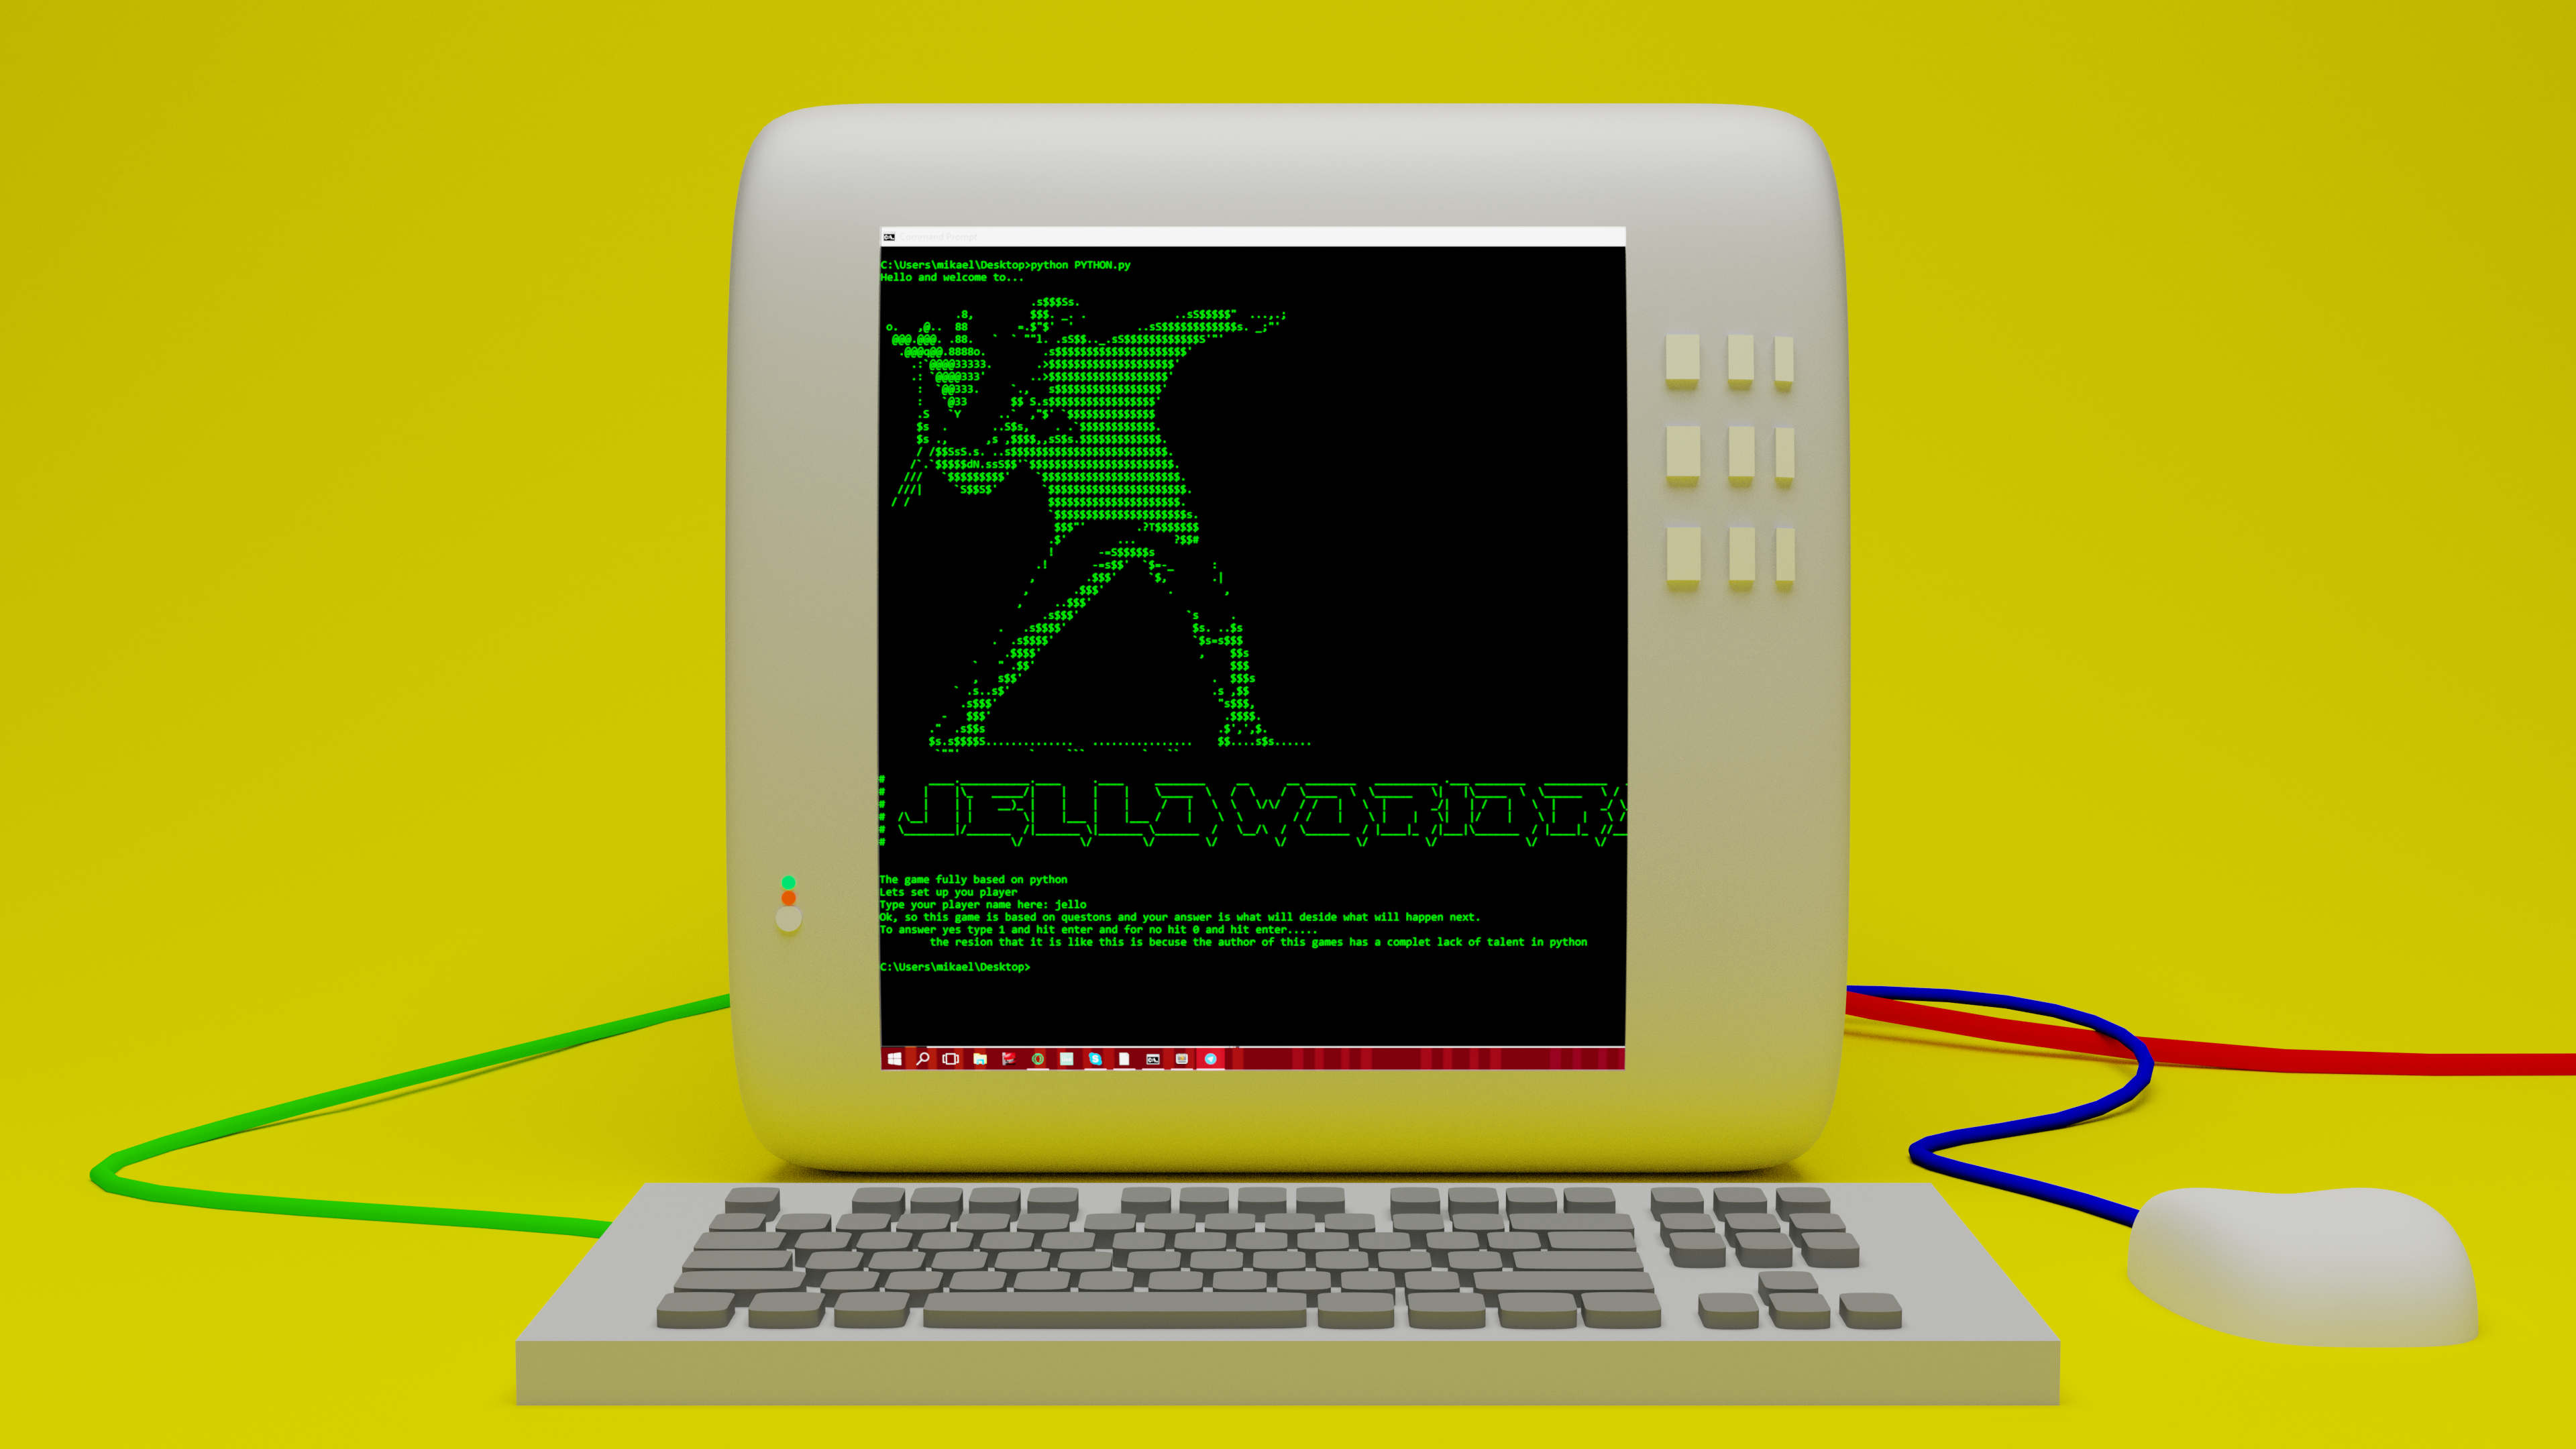 C:\Users\mikael\Desktop>python PYTHON.py
Hello and welcome to...
The game fully based on python
Lets set up you player
Type your player name here: jello
Ok, so this game is based on questons and your answer is what will deside what will happen next.
To answer yes type 1 and hit enter and for no hit 0 and hit enter.....
the resion that it is like this is becuse the author of this games has a complet lack of talent in python
C:\Users\mikael\Desktop>